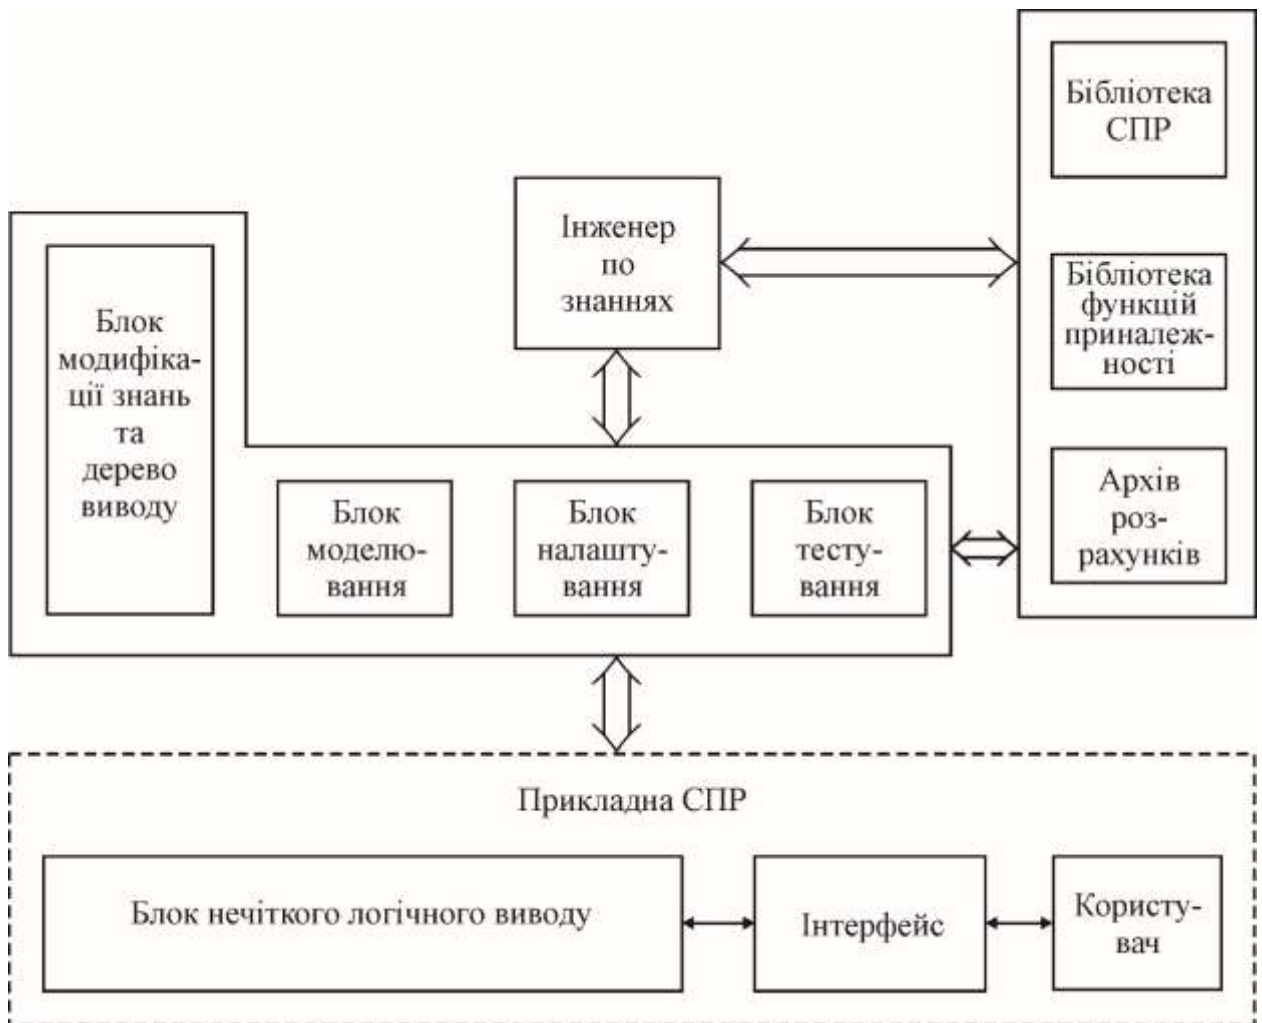 Бібліотека
СПР
Інженер
по
знаннях
Бібліотека
функцій
приналеж-
ності
Блок
модифіка-
ції знань
та
дерево
виводу
Блок
моделю-
вання
Блок
налашту-
вання
Блок
тесту-
вання
Архів
роз-
рахунків
Прикладна СПР
Блок нечіткого логічного виводу
Інтерфейс
Користу-
вач